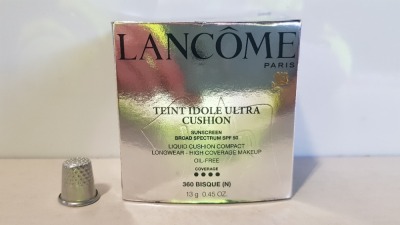 LANCÔME
PARIS
TEINT IDOLE ULTRA
CUSHION
SUNSCREEN
BROAD SPECTRUM SPF 50
LIQUID CUSHION COMPACT
LONGWEAR - HIGH COVERAGE MAKEUP
OIL-FREE
COVERAGE
360 BISQUE (N)
13 g 0.45 OZ.